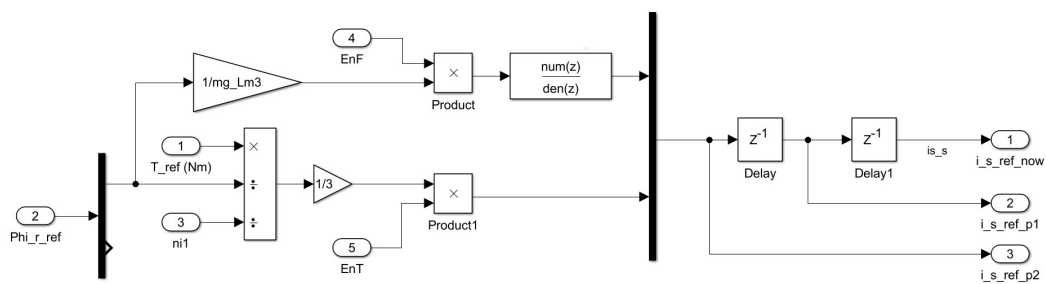 4
EnF
1/mg_Lm3
×
Product
num(z)
den(z)
1
T_ref (Nm)
×
÷
÷
1/3
2
Phi_r_ref
3
ni1
×
Product1
5
EnT
Z-1
Delay
Z-1
Delay1
is_s
1
i_s_ref_now
2
i_s_ref_p1
3
i_s_ref_p2